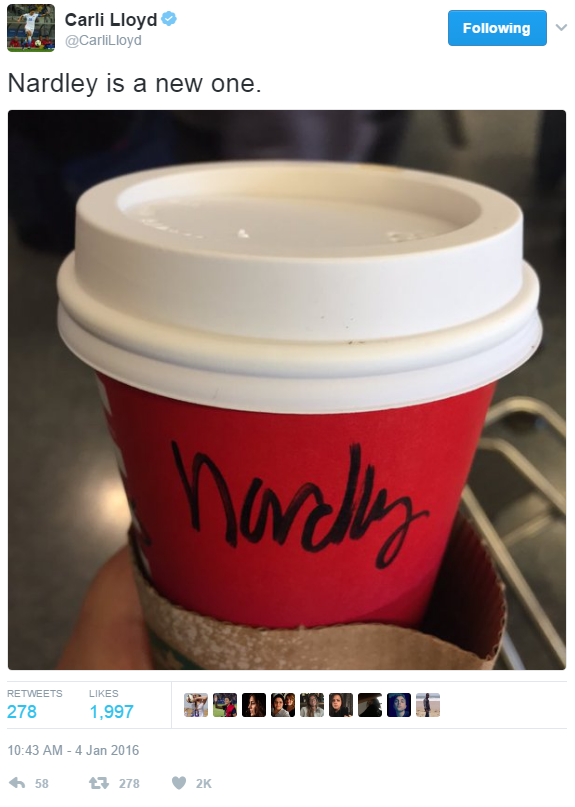 Carli Lloyd
@CarliLloyd
Following
Nardley is a new one.
Nardly
RETWEETS LIKES
278 1,997
10:43 AM - 4 Jan 2016
58 278 2K